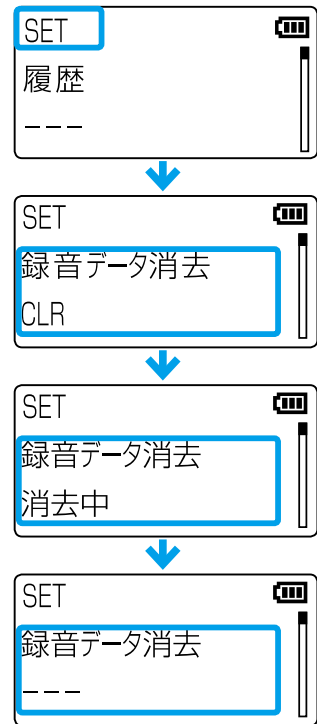 SET
履歴
---
SET
録音データ消去
CLR
SET
録音データ消去
消去中
SET
録音データ消去
---